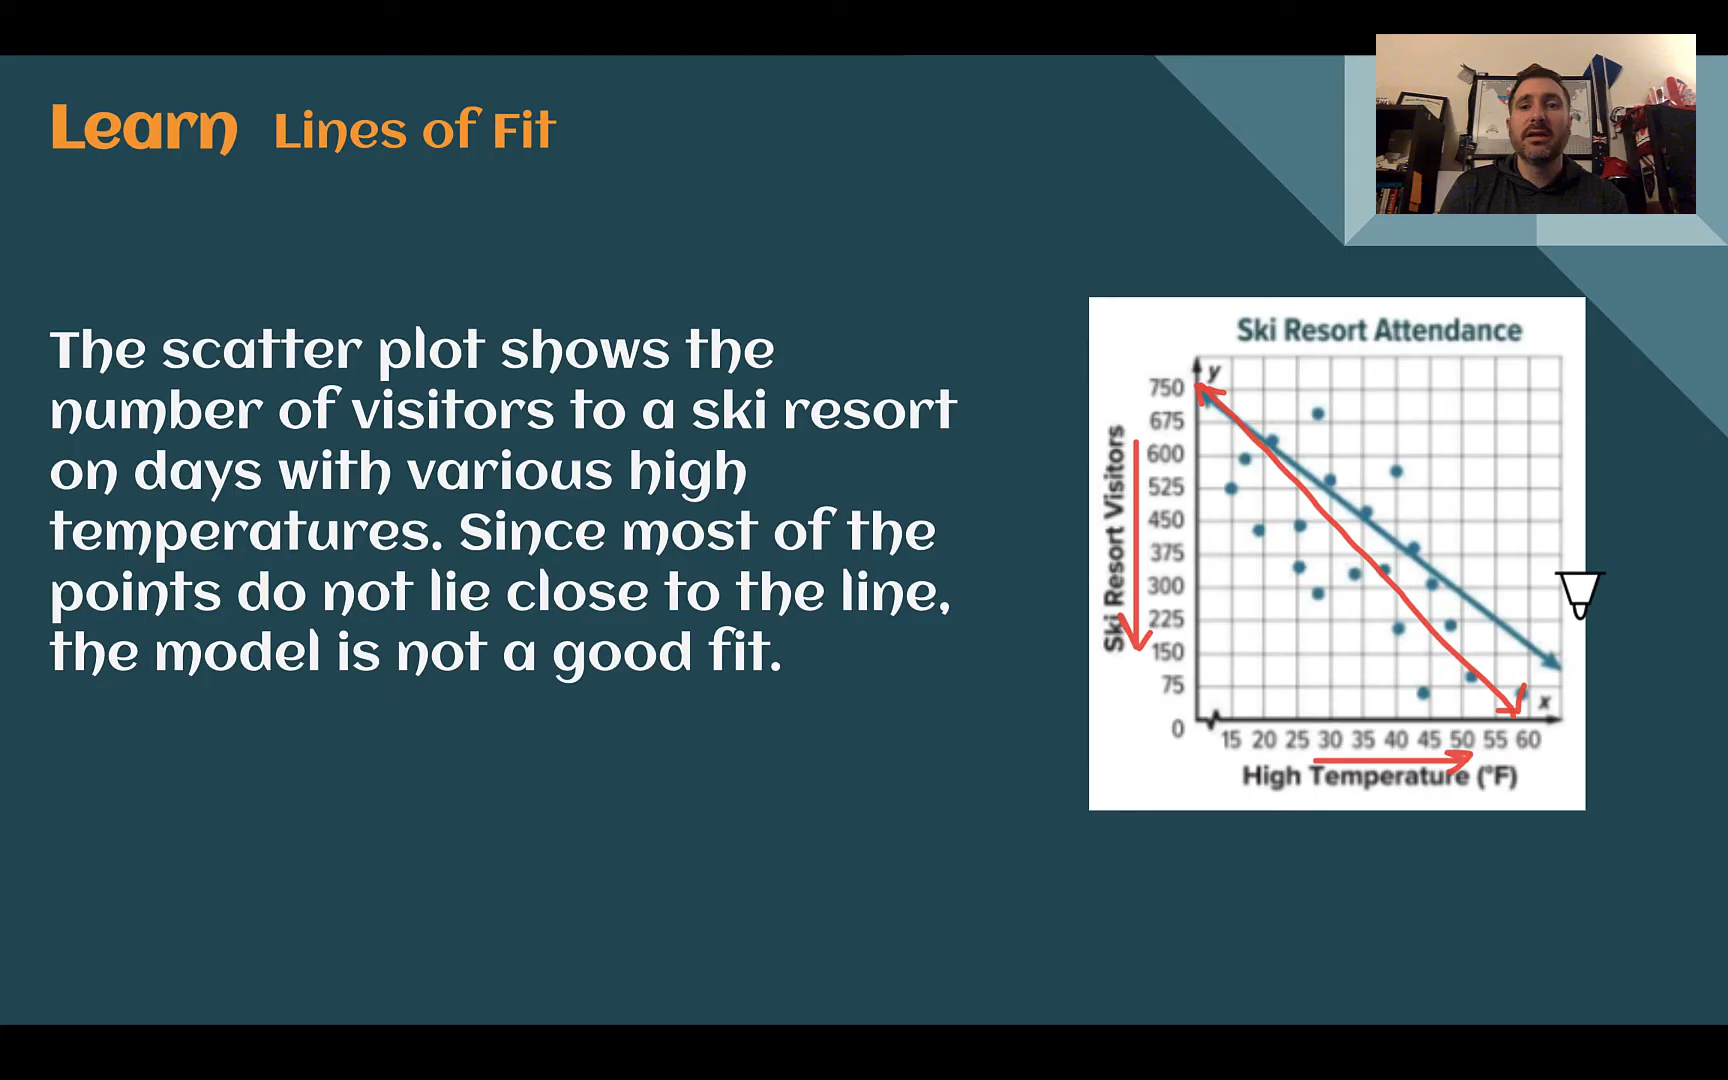 Learn Lines of Fit
The scatter plot shows the
number of visitors to a ski resort
on days with various high
temperatures. Since most of the
points do not lie close to the line,
the model is not a good fit.
Ski Resort Attendance
y
750
675
600
525
450
375
300
225
150
75
0
Ski Resort Visitors
x
15 20 25 30 35 40 45 50 55 60
High Temperature (°F)